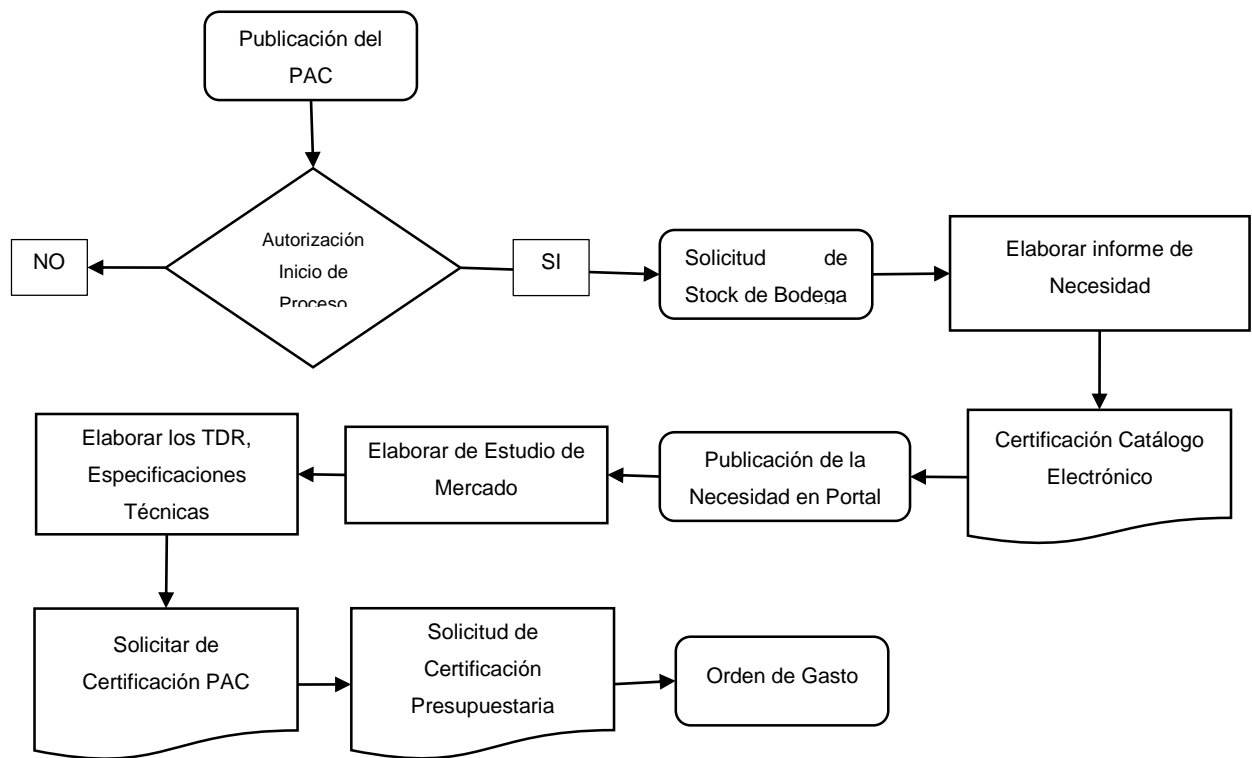 Publicación del
PAC
Autorización
Inicio de
Proceso
NO
SI
Solicitud de
Stock de Bodega
Elaborar informe de
Necesidad
Certificación Catálogo
Electrónico
Publicación de la
Necesidad en Portal
Elaborar de Estudio de
Mercado
Elaborar los TDR,
Especificaciones
Técnicas
Solicitar de
Certificación PAC
Solicitud de
Certificación
Presupuestaria
Orden de Gasto